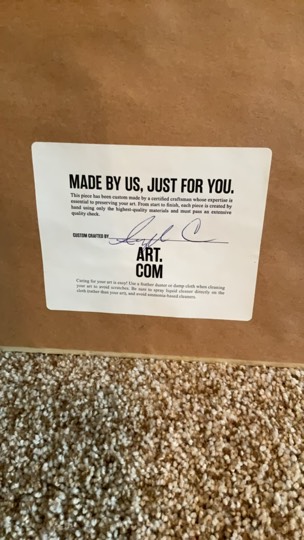 MADE BY US, JUST FOR YOU.
This piece has been custom made by a certified craftsman whose expertise is
essential to preserving your art. From start to finish, each piece is created by
hand using only the highest-quality materials and must pass an extensive
quality check.
CUSTOM CRAFTED BY
ART.
COM
Caring for your art is easy! Use a feather duster or damp cloth when cleaning
your art to avoid scratches. Be sure to spray liquid cleaner directly on the
cloth rather than your art, and avoid ammonia-based cleaners.